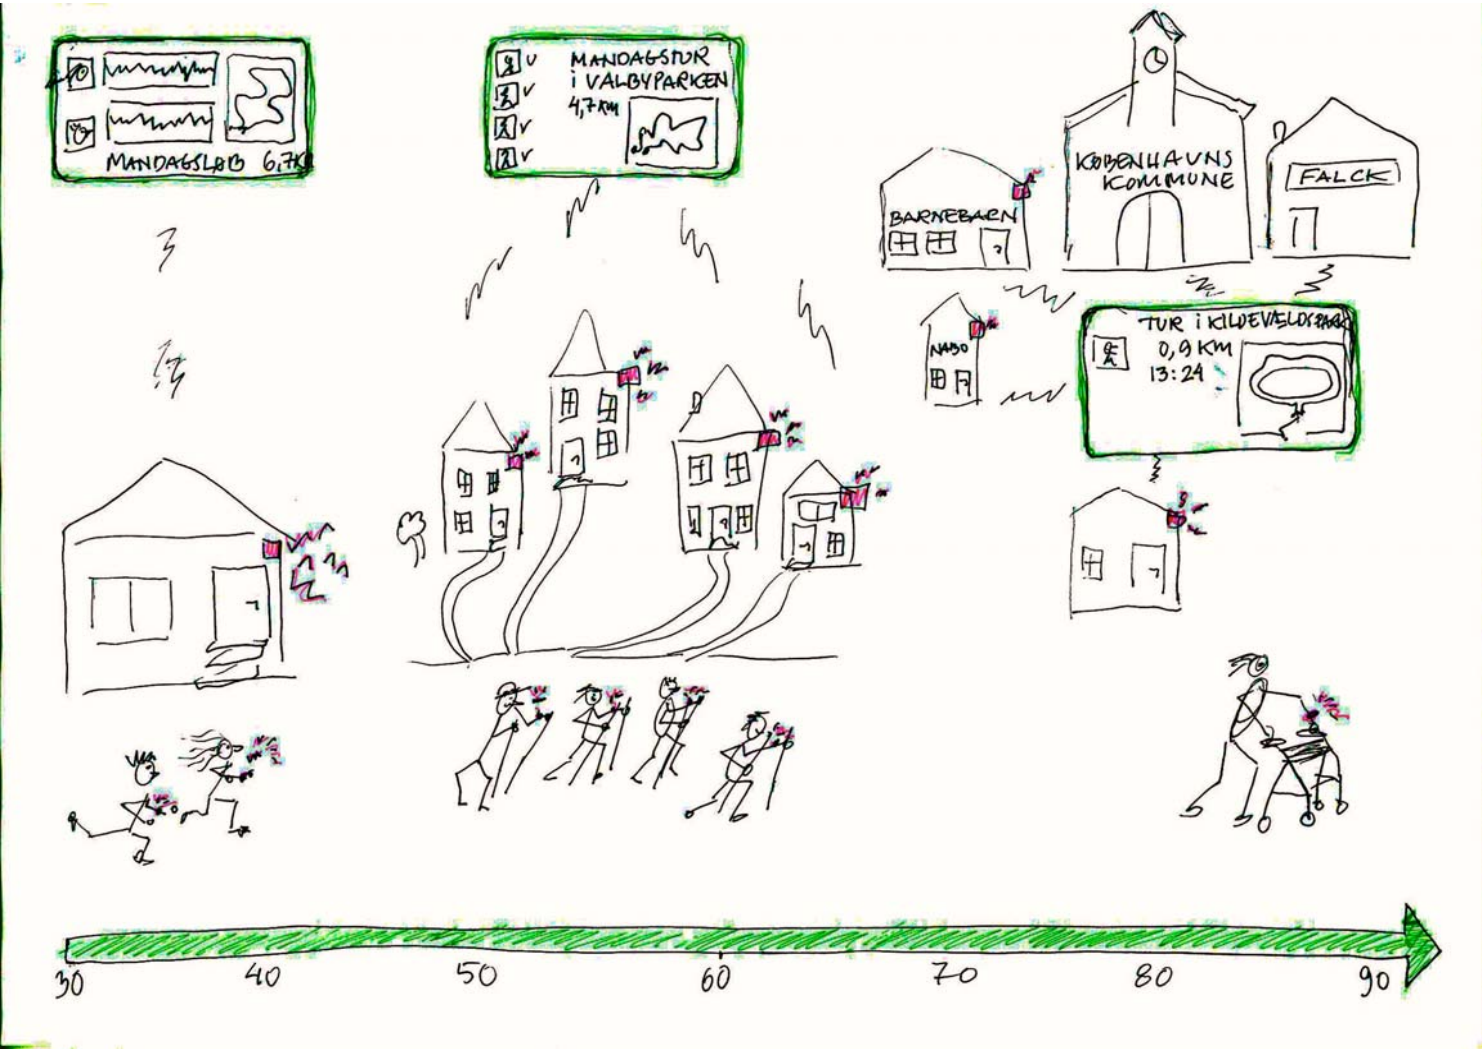 MANDAGSLØB 6,7KM
MANDAGSTUR
i VALBYPARKEN
4,7 KM
BARNEBARN
KØBENHAVNS
KOMMUNE
FALCK
NABO
TUR i KILDEVÆLDSPARK
0,9 KM
13:24
30 40 50 60 70 80 90